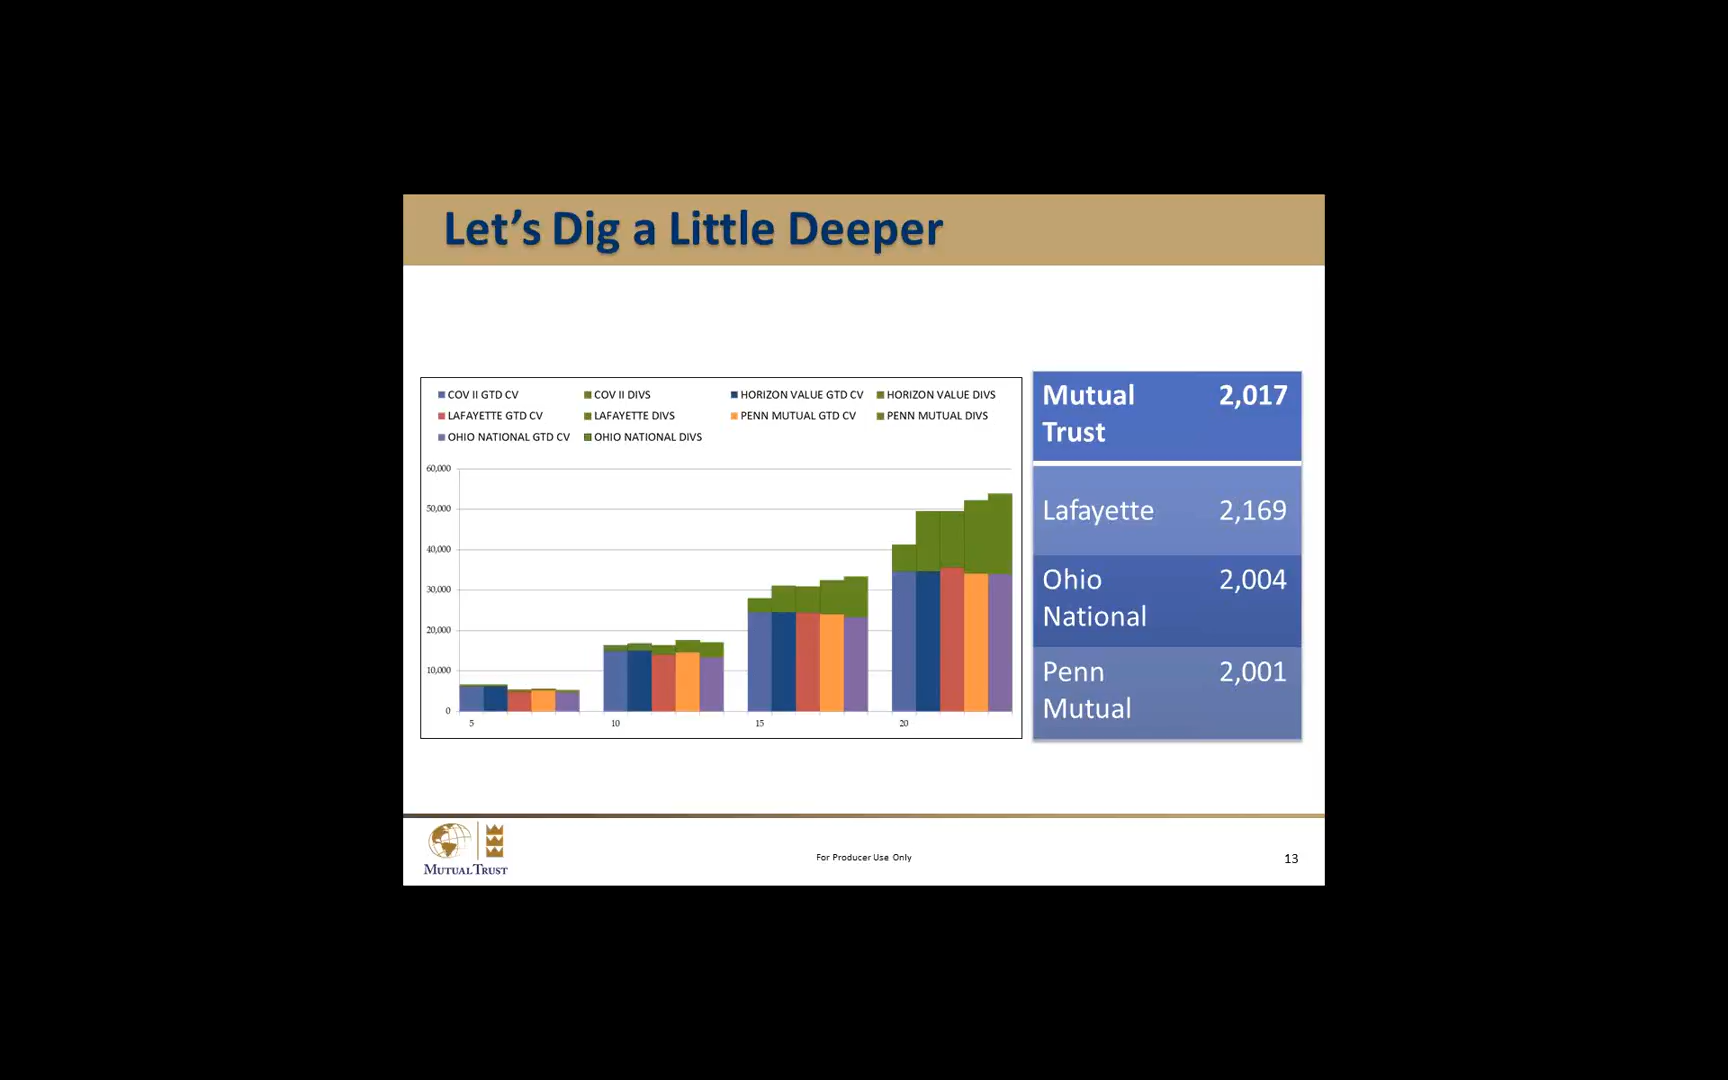 Let's Dig a Little Deeper
COV II GTD CV COV II DIVS HORIZON VALUE GTD CV HORIZON VALUE DIVS
LAFAYETTE GTD CV LAFAYETTE DIVS PENN MUTUAL GTD CV PENN MUTUAL DIVS
OHIO NATIONAL GTD CV OHIO NATIONAL DIVS
60,000
50,000
40,000
30,000
20,000
10,000
0
5 10 15 20
Mutual 2,017
Trust
Lafayette 2,169
Ohio 2,004
National
Penn 2,001
Mutual
MUTUAL TRUST
For Producer Use Only
13